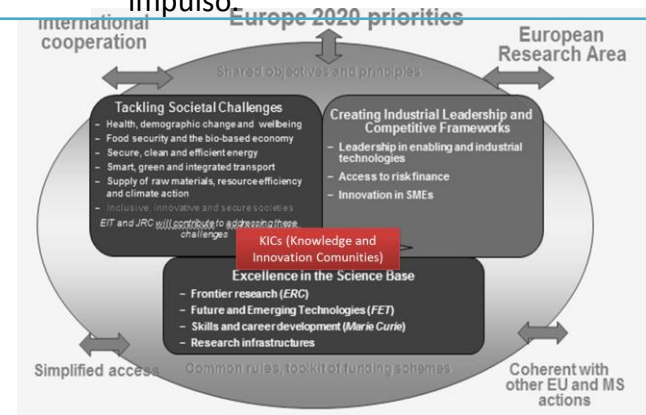 impulso.
Europe 2020 priorities
International
cooperation
European
Research Area
Shared objectives and principles
Tackling Societal Challenges
– Health, demographic change and wellbeing
– Food security and the bio-based economy
– Secure, clean and efficient energy
– Smart, green and integrated transport
– Supply of raw materials, resource efficiency
and climate action
– Inclusive, innovative and secure societies
EIT and JRC will contribute to addressing these
challenges
Creating Industrial Leadership and
Competitive Frameworks
– Leadership in enabling and industrial
technologies
– Access to risk finance
– Innovation in SMEs
KICs (Knowledge and
Innovation Comunities)
Excellence in the Science Base
– Frontier research (ERC)
– Future and Emerging Technologies (FET)
– Skills and career development (Marie Curie)
– Research infrastructures
Simplified access
Common rules, toolkit of funding schemes
Coherent with
other EU and MS
actions